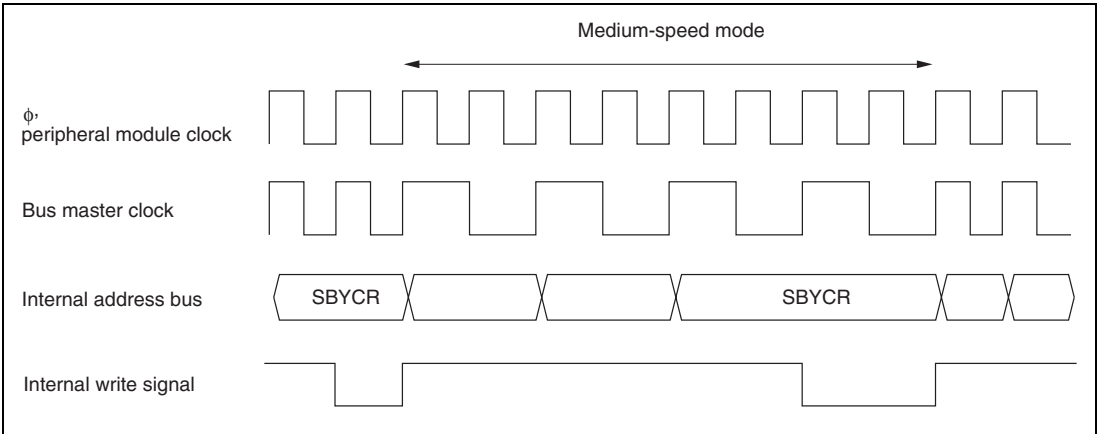 Medium-speed mode
ϕ,
peripheral module clock
Bus master clock
Internal address bus
SBYCR
SBYCR
Internal write signal